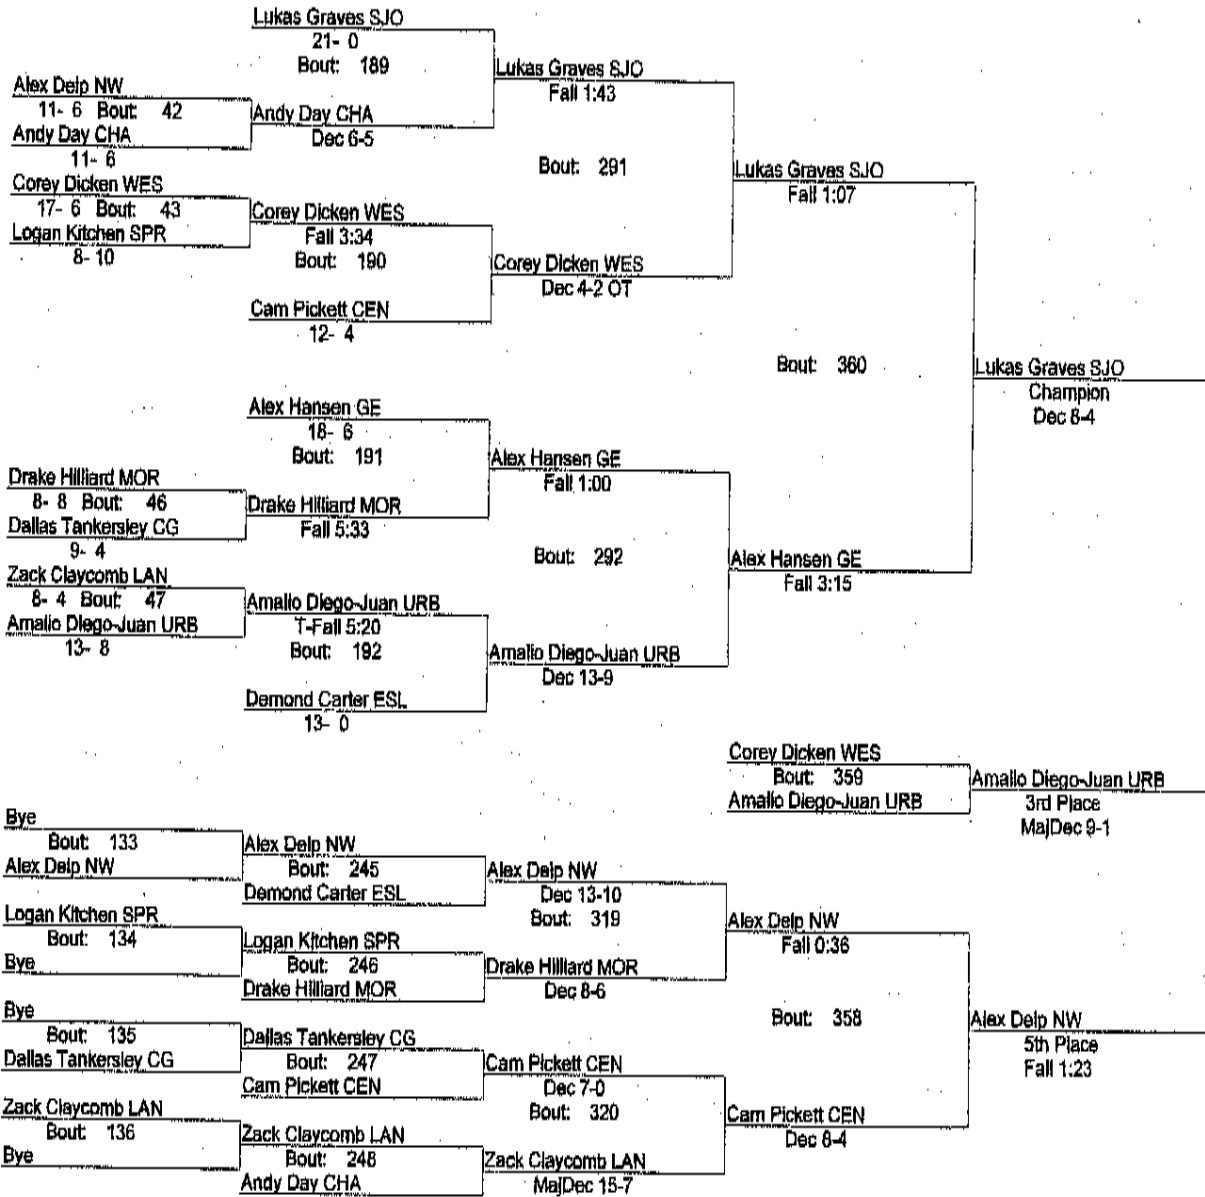 Lukas Graves SJO
21- 0
Bout: 189
Lukas Graves SJO
Fall 1:43
Alex Delp NW
11- 6 Bout: 42
Andy Day CHA
Dec 6-5
Andy Day CHA
11- 6
Bout: 291
Lukas Graves SJO
Fall 1:07
Corey Dicken WES
17- 6 Bout: 43
Corey Dicken WES
Fall 3:34
Logan Kitchen SPR
8- 10
Bout: 190
Corey Dicken WES
Dec 4-2 OT
Cam Pickett CEN
12- 4
Bout: 360
Lukas Graves SJO
Champion
Dec 8-4
Alex Hansen GE
18- 6
Bout: 191
Alex Hansen GE
Fall 1:00
Drake Hilliard MOR
8- 8 Bout: 46
Drake Hilliard MOR
Fall 5:33
Dallas Tankersley CG
9- 4
Bout: 292
Alex Hansen GE
Fall 3:15
Zack Claycomb LAN
8- 4 Bout: 47
Amalio Diego-Juan URB
T-Fall 5:20
Amalio Diego-Juan URB
13- 8
Bout: 192
Amalio Diego-Juan URB
Dec 13-9
Demond Carter ESL
13- 0
Corey Dicken WES
Bout: 359
Amalio Diego-Juan URB
Amalio Diego-Juan URB
3rd Place
MajDec 9-1
Bye
Bout: 133
Alex Delp NW
Alex Delp NW
Bout: 245
Demond Carter ESL
Alex Delp NW
Dec 13-10
Bout: 319
Logan Kitchen SPR
Bout: 134
Bye
Logan Kitchen SPR
Bout: 246
Drake Hilliard MOR
Drake Hilliard MOR
Dec 8-6
Alex Delp NW
Fall 0:36
Bout: 358
Alex Delp NW
5th Place
Fall 1:23
Bye
Bout: 135
Dallas Tankersley CG
Dallas Tankersley CG
Bout: 247
Cam Pickett CEN
Cam Pickett CEN
Dec 7-0
Bout: 320
Cam Pickett CEN
Dec 8-4
Zack Claycomb LAN
Bout: 136
Bye
Zack Claycomb LAN
Bout: 248
Andy Day CHA
Zack Claycomb LAN
MajDec 15-7